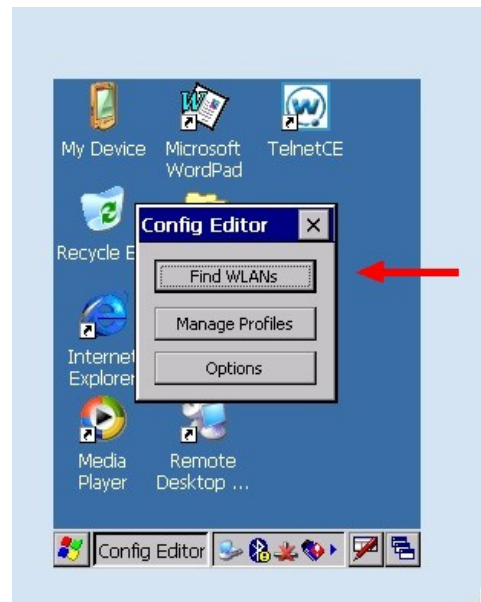 My Device
Microsoft
WordPad
TelnetCE
Recycle
Config Editor
Find WLANs
Manage Profiles
Options
Internet
Explorer
Media
Player
Remote
Desktop ...
Config Editor